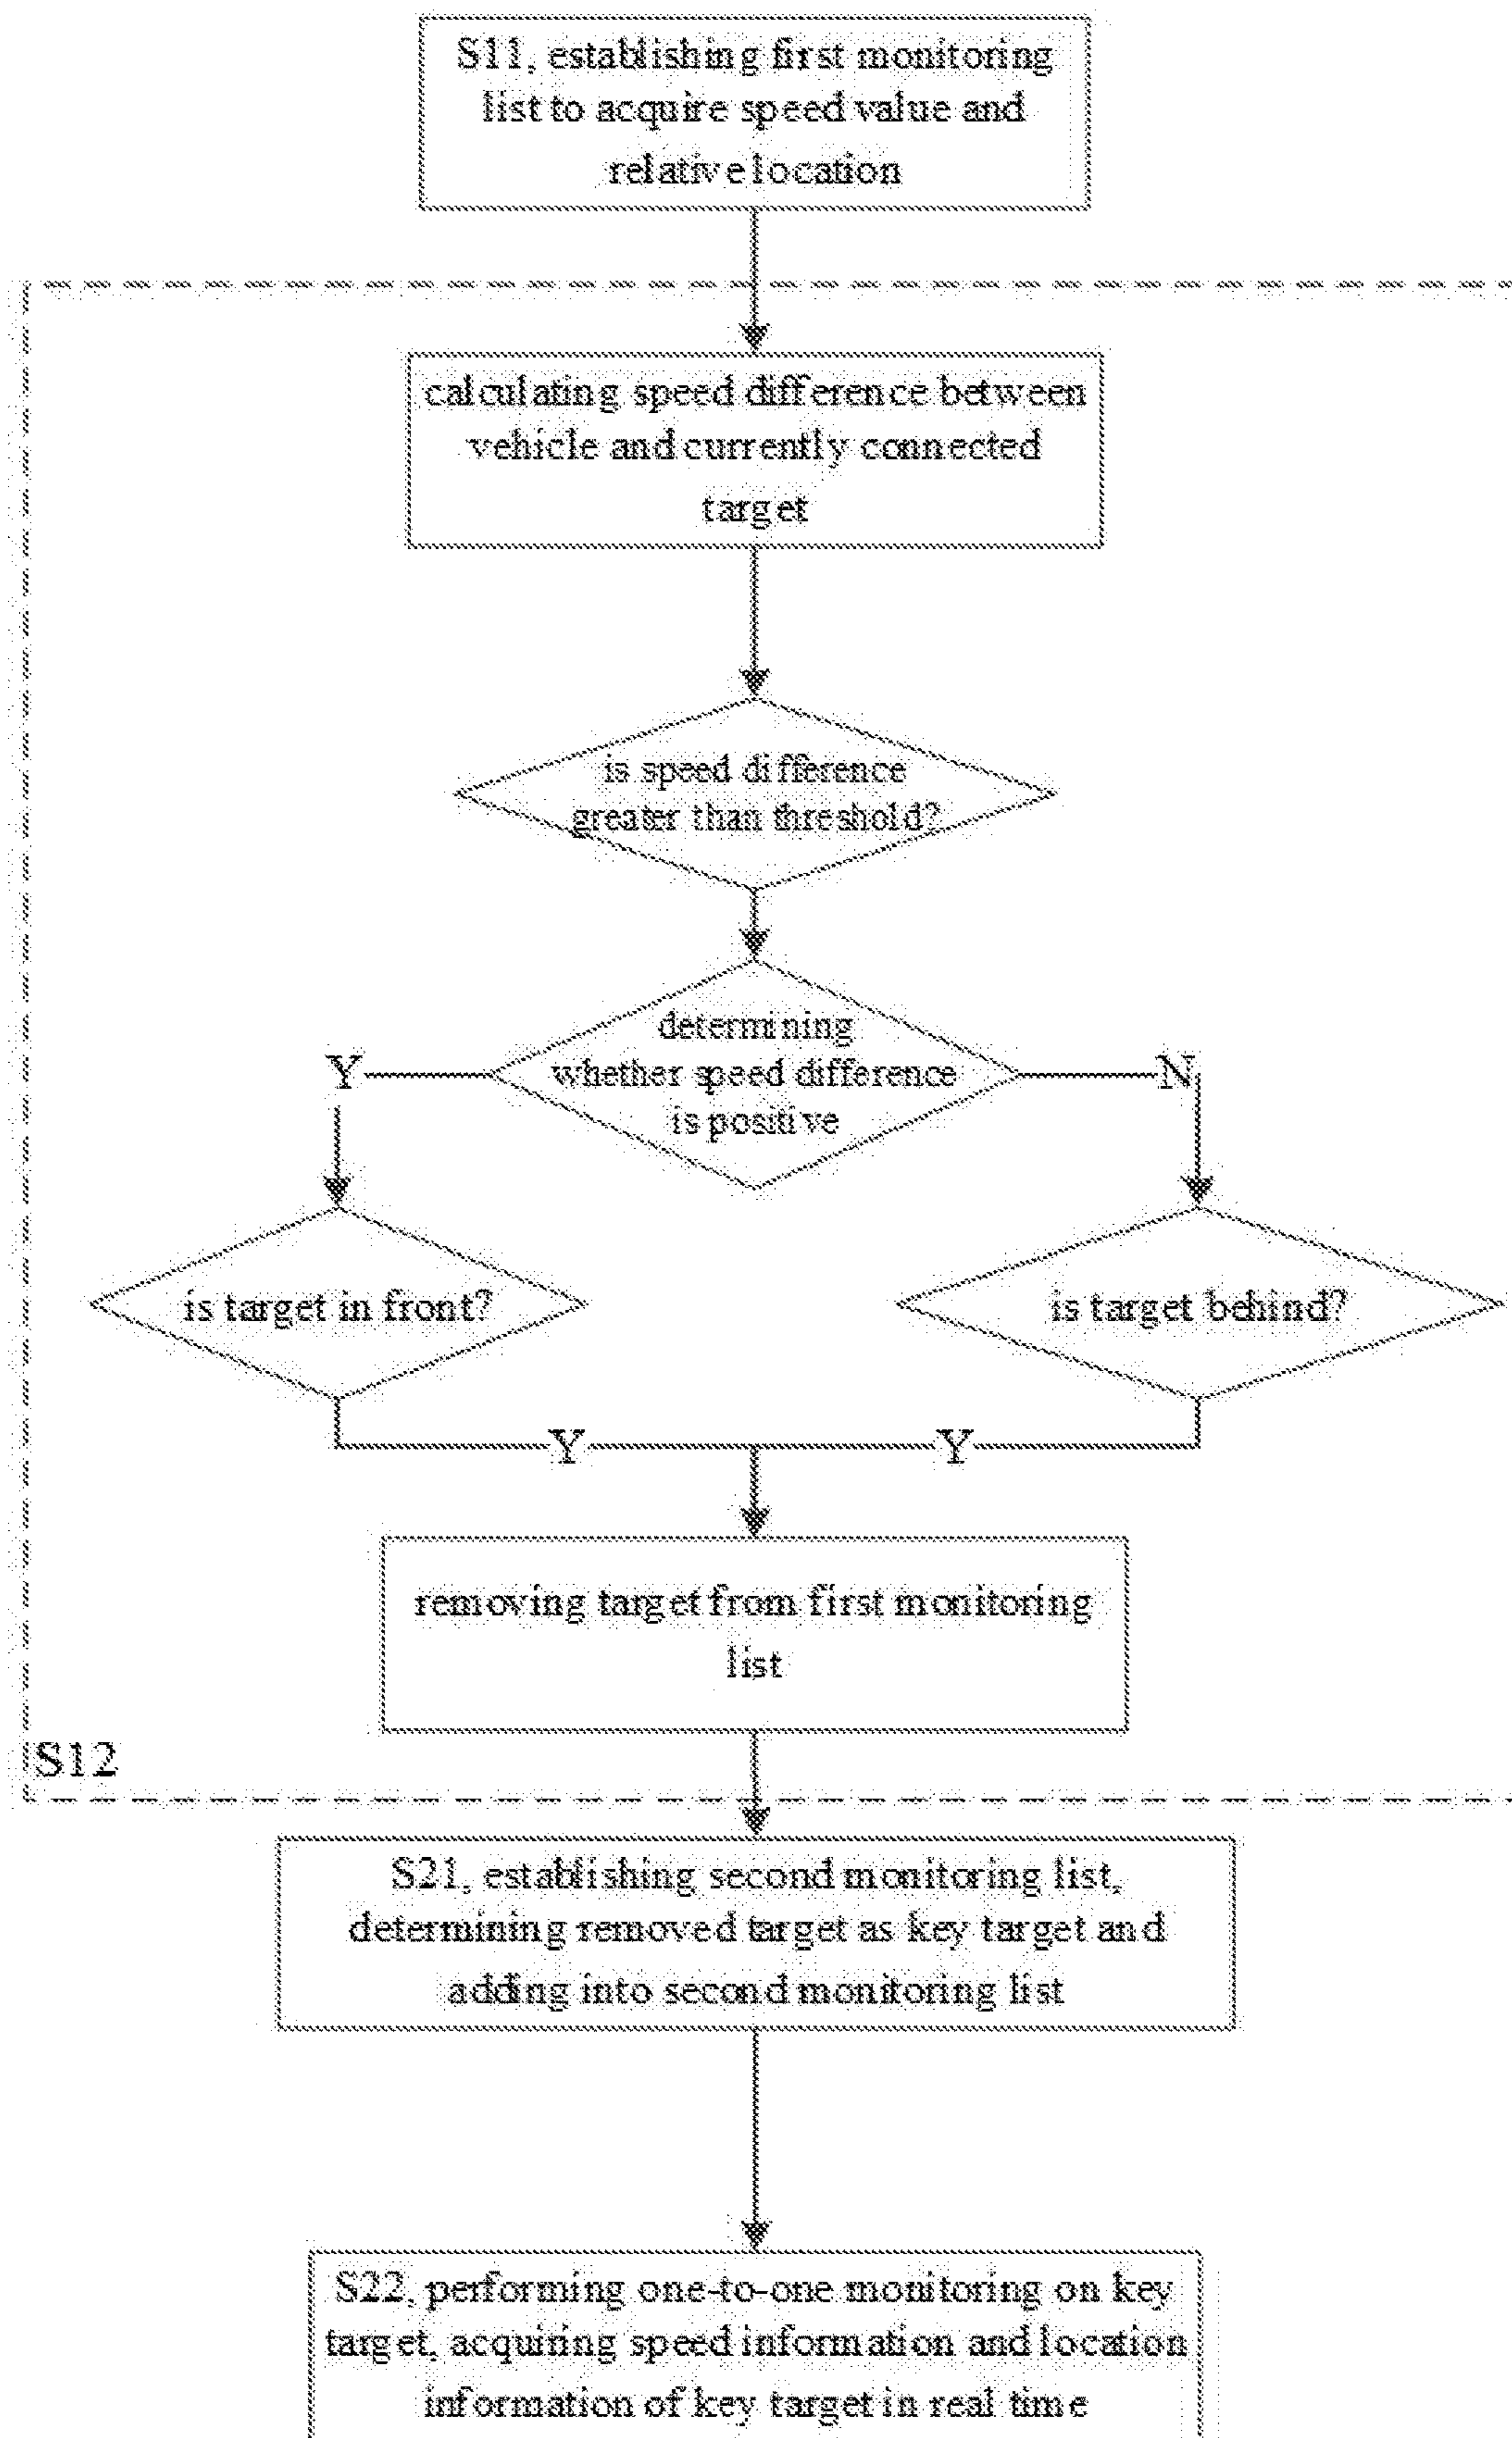 S11, establishing first monitoring
list to acquire speed value and
relative location
calculating speed difference between
vehicle and currently connected
target
is speed difference
greater than threshold?
determining
whether speed difference
is positive
Y
N
is target in front?
is target behind?
Y
Y
removing target from first monitoring
list
S12
S21, establishing second monitoring list,
determining removed target as key target and
adding into second monitoring list
S22, performing one-to-one monitoring on key
target, acquiring speed information and location
information of key target in real time